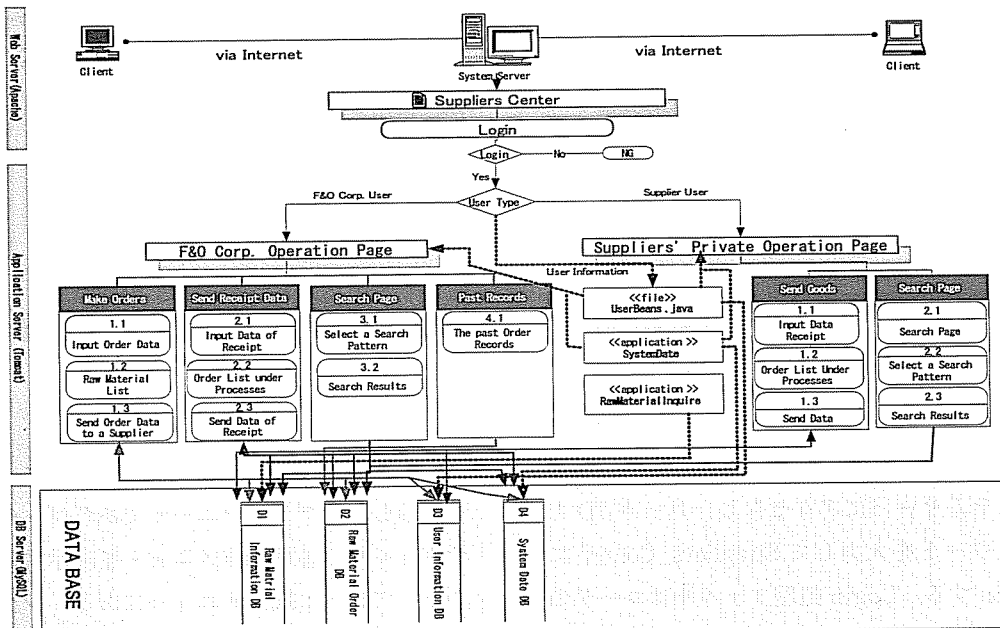 Web Server(Apache)
Client
via Internet
System Server
via Internet
Client
Suppliers Center
Login
Login
No
NG
Yes
User Type
F&O Corp. User
Supplier User
Application Server (Tomcat)
F&O Corp. Operation Page
Suppliers' Private Operation Page
User Information
Make Orders
1.1
Input Order Data
1.2
Raw Material
List
1.3
Send Order Data
to a Supplier
Send Receipt Data
2.1
Input Data of
Receipt
2.2
Order List under
Processes
2.3
Send Data of
Receipt
Search Page
3.1
Select a Search
Pattern
3.2
Search Results
Past Records
4.1
The past Order
Records
<<file>>
UserBeans.java
<<application >>
SystemDate
<<application >>
RawMaterialInquire
Send Goods
1.1
Input Data
Receipt
1.2
Order List Under
Processes
1.3
Send Data
Search Page
2.1
Search Page
2.2
Select a Search
Pattern
2.3
Search Results
DB Server(MySQL)
DATA BASE
D1
Raw Matrial
Information DB
D2
Raw Material Order
DB
D3
User Information DB
D4
System Date DB